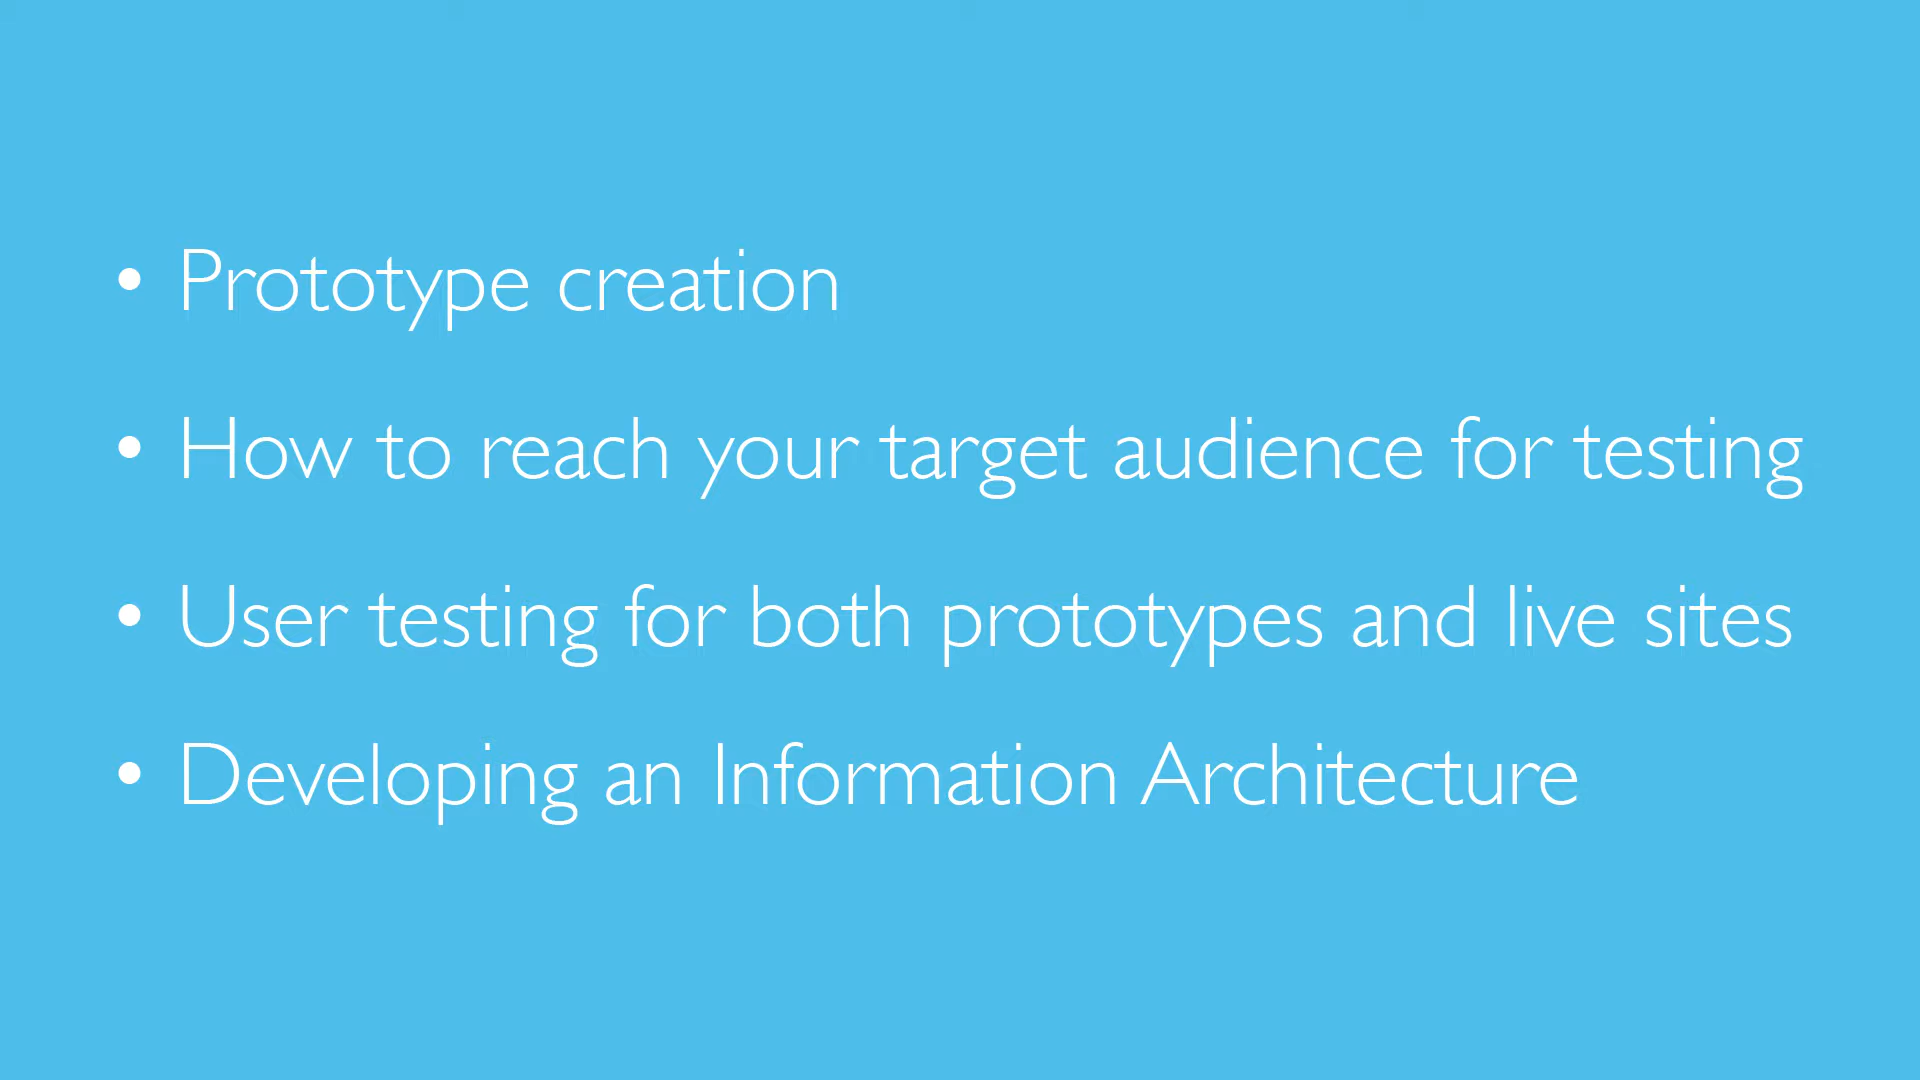 • Prototype creation
• How to reach your target audience for testing
• User testing for both prototypes and live sites
• Developing an Information Architecture